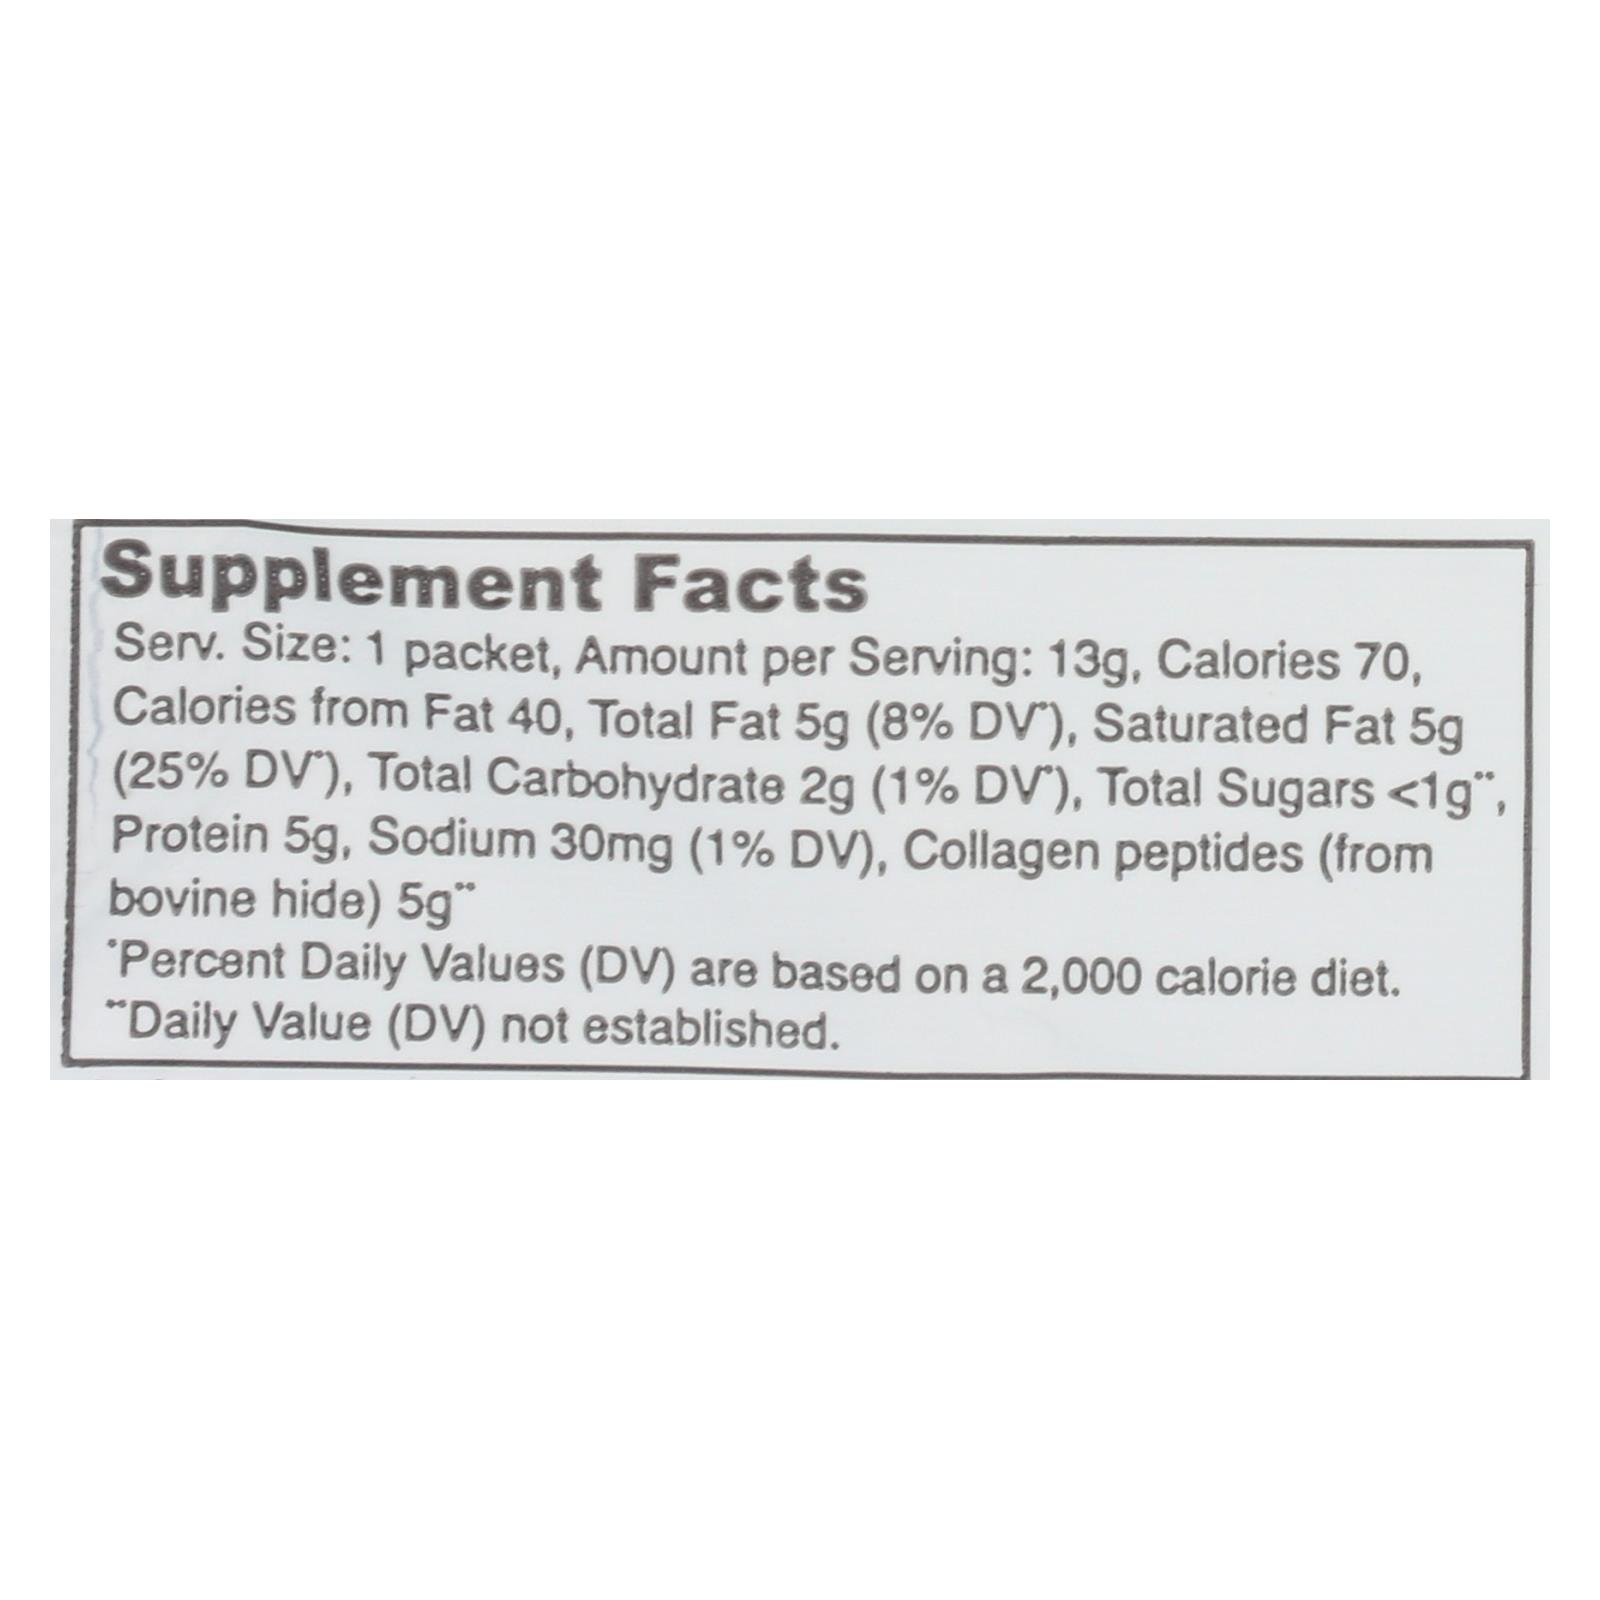 Supplement Facts
Serv. Size: 1 packet, Amount per Serving: 13g, Calories 70,
Calories from Fat 40, Total Fat 5g (8% DV*), Saturated Fat 5g
(25% DV*), Total Carbohydrate 2g (1% DV*), Total Sugars <1g**,
Protein 5g, Sodium 30mg (1% DV), Collagen peptides (from
bovine hide) 5g**
*Percent Daily Values (DV) are based on a 2,000 calorie diet.
**Daily Value (DV) not established.